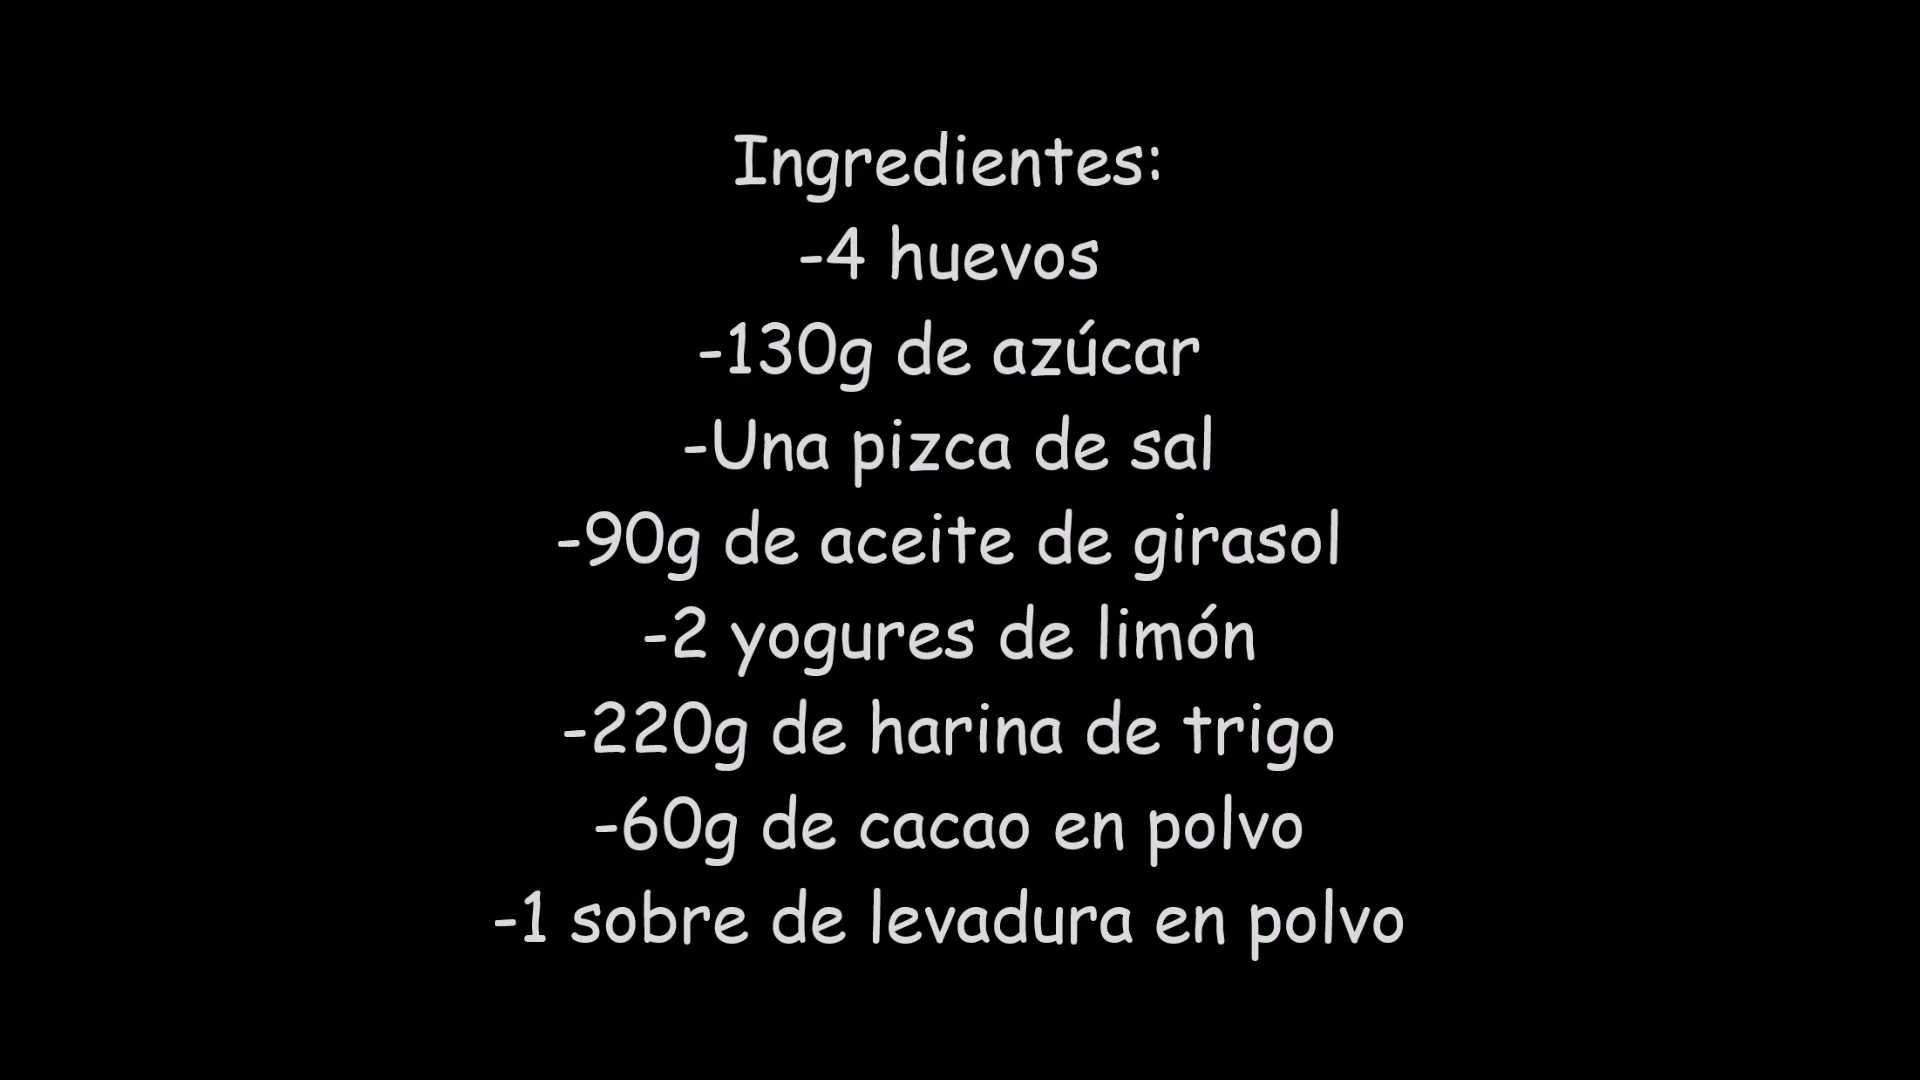 Ingredientes:
-4 huevos
-130g de azúcar
-Una pizca de sal
-90g de aceite de girasol
-2 yogures de limón
-220g de harina de trigo
-60g de cacao en polvo
-1 sobre de levadura en polvo